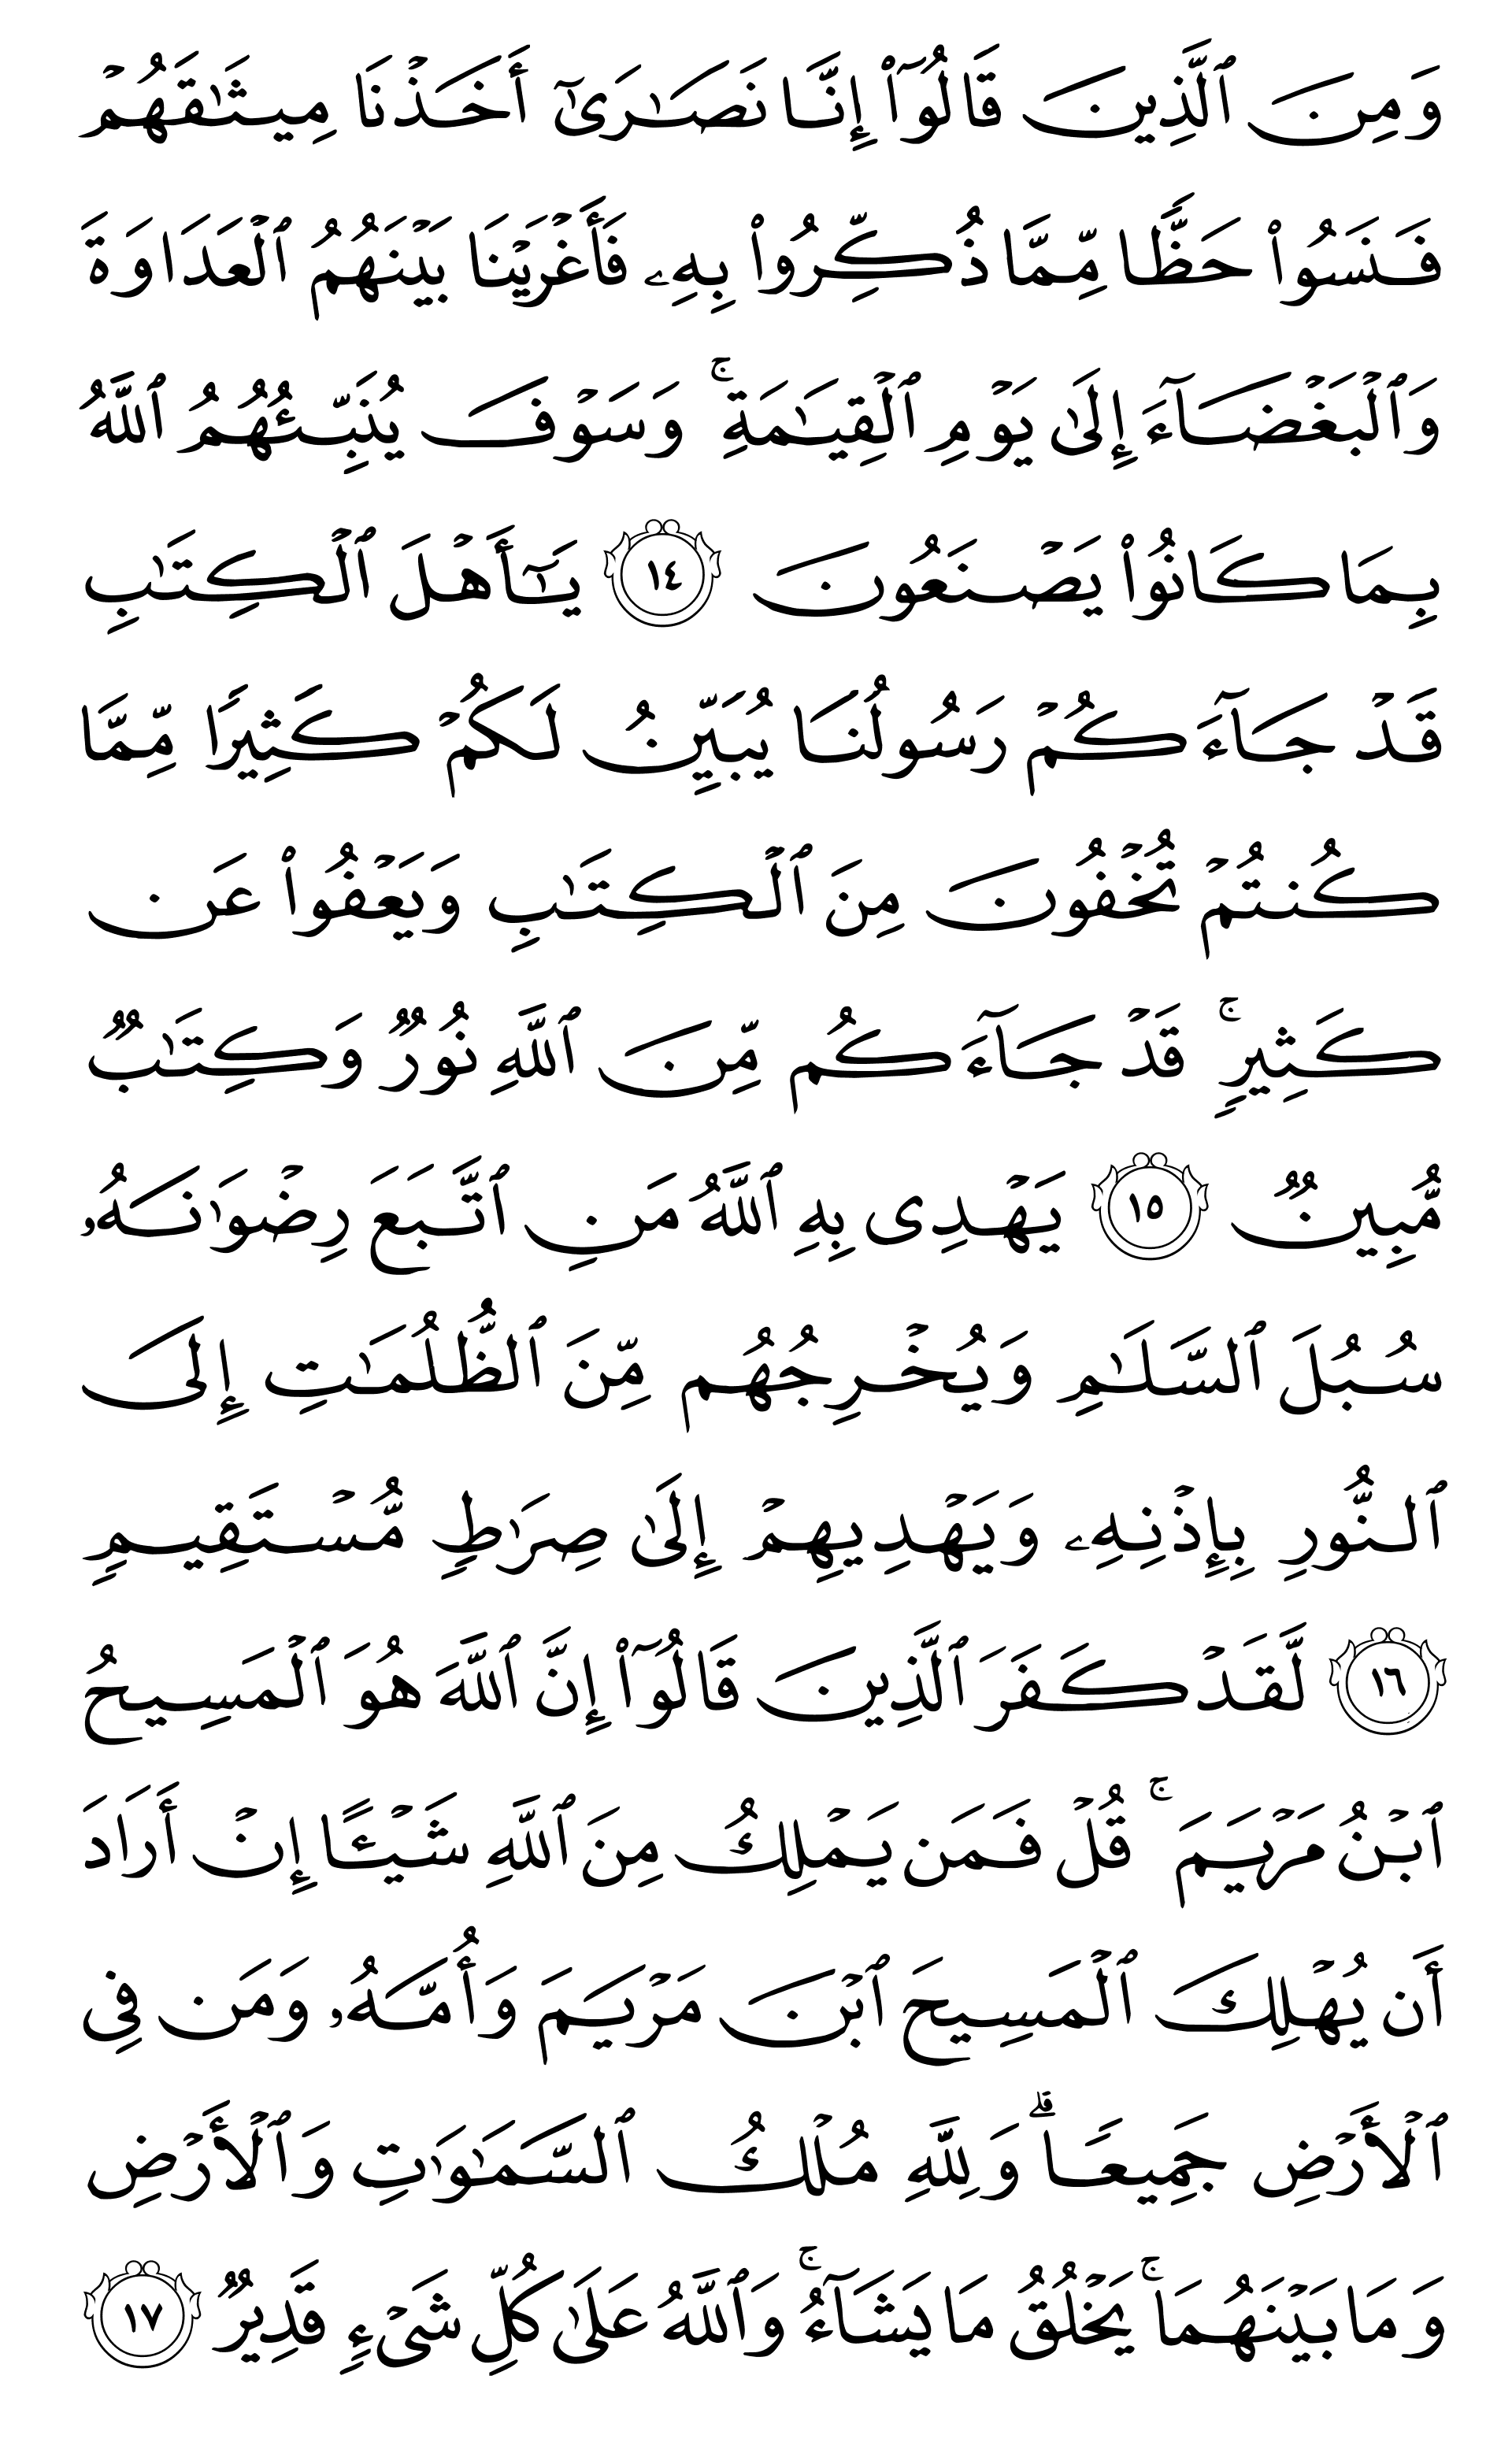 وَمِنَ ٱلَّذِينَ قَالُوٓا۟ إِنَّا نَصَـٰرَىٰٓ أَخَذْنَا مِيثَـٰقَهُمْ
فَنَسُوا۟ حَظًّا مِّمَّا ذُكِّرُوا۟ بِهِۦ فَأَغْرَيْنَا بَيْنَهُمُ ٱلْعَدَاوَةَ
وَٱلْبَغْضَآءَ إِلَىٰ يَوْمِ ٱلْقِيَـٰمَةِ ۚ وَسَوْفَ يُنَبِّئُهُمُ ٱللَّهُ
بِمَا كَانُوا۟ يَصْنَعُونَ ١٤ يَـٰٓأَهْلَ ٱلْكِتَـٰبِ
قَدْ جَآءَكُمْ رَسُولُنَا يُبَيِّنُ لَكُمْ كَثِيرًا مِّمَّا
كُنتُمْ تُخْفُونَ مِنَ ٱلْكِتَـٰبِ وَيَعْفُوا۟ عَن
كَثِيرٍ ۚ قَدْ جَآءَكُم مِّنَ ٱللَّهِ نُورٌ وَكِتَـٰبٌ
مُّبِينٌ ١٥ يَهْدِى بِهِ ٱللَّهُ مَنِ ٱتَّبَعَ رِضْوَٰنَهُۥ
سُبُلَ ٱلسَّلَـٰمِ وَيُخْرِجُهُم مِّنَ ٱلظُّلُمَـٰتِ إِلَى
ٱلنُّورِ بِإِذْنِهِۦ وَيَهْدِيهِمْ إِلَىٰ صِرَٰطٍ مُّسْتَقِيمٍ
١٦ لَّقَدْ كَفَرَ ٱلَّذِينَ قَالُوٓا۟ إِنَّ ٱللَّهَ هُوَ ٱلْمَسِيحُ
ٱبْنُ مَرْيَمَ ۚ قُلْ فَمَن يَمْلِكُ مِنَ ٱللَّهِ شَيْـًٔا إِنْ أَرَادَ
أَن يُهْلِكَ ٱلْمَسِيحَ ٱبْنَ مَرْيَمَ وَأُمَّهُۥ وَمَن فِى
ٱلْأَرْضِ جَمِيعًا ۗ وَلِلَّهِ مُلْكُ ٱلسَّمَـٰوَٰتِ وَٱلْأَرْضِ
وَمَا بَيْنَهُمَا ۚ يَخْلُقُ مَا يَشَآءُ ۚ وَٱللَّهُ عَلَىٰ كُلِّ شَىْءٍ قَدِيرٌ ١٧